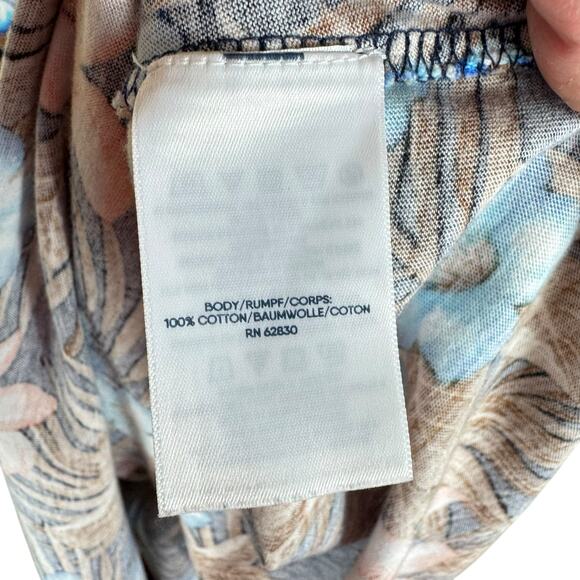 BODY/RUMPF/CORPS:
100% COTTON/BAUMWOLLE/COTON
RN 62830